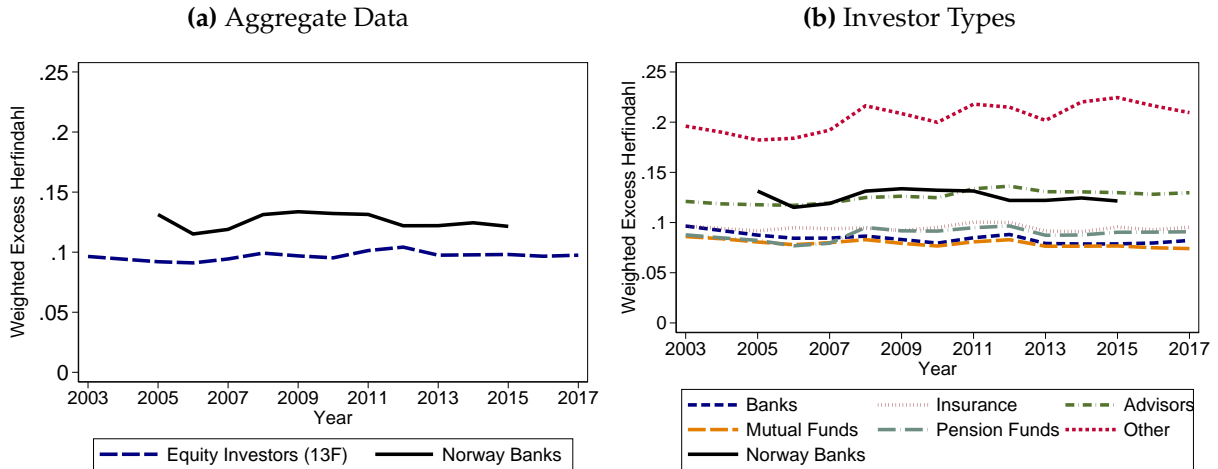 (a) Aggregate Data
Weighted Excess Herfindahl
.25
.2
.15
.1
.05
0
2003 2005 2007 2009 2011 2013 2015 2017
Year
Equity Investors (13F) Norway Banks
(b) Investor Types
Weighted Excess Herfindahl
.25
.2
.15
.1
.05
0
2003 2005 2007 2009 2011 2013 2015 2017
Year
Banks Insurance Advisors
Mutual Funds Pension Funds Other
Norway Banks